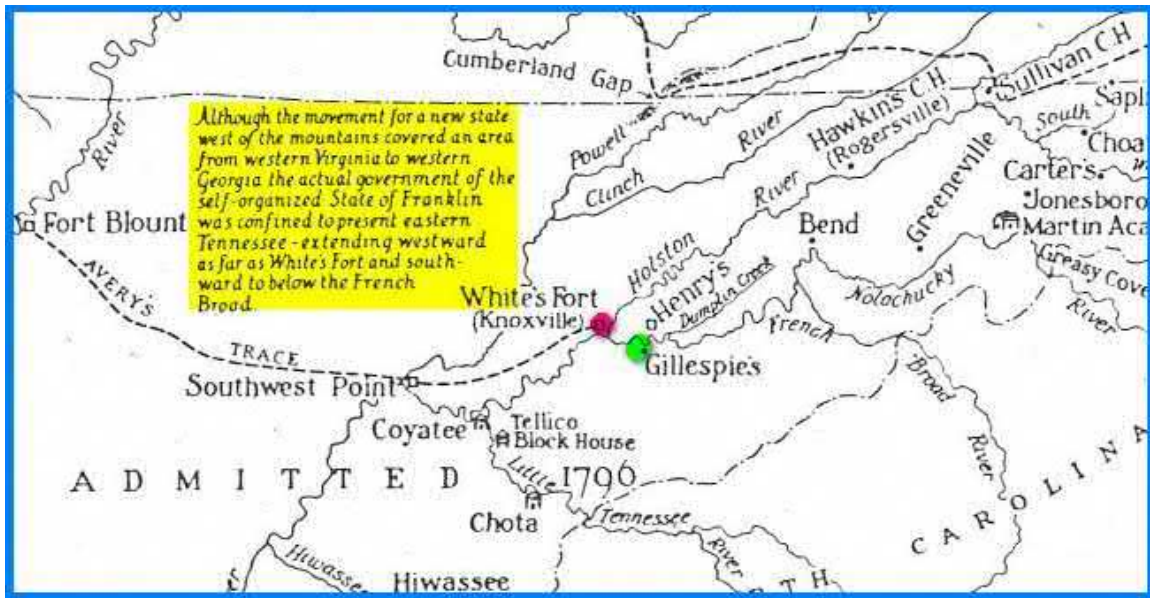 Cumberland Gap
Sullivan C H
Sapl
South
Choa
Powell
River
Clinch
River
Hawkins C H
(Rogersville)
River
Greeneville
Carter's
Jonesboro
Martin Aca
Greasy Cove
River
Although the movement for a new state
west of the mountains covered an area
from western Virginia to western
Georgia the actual government of the
self-organized State of Franklin
was confined to present eastern
Tennessee - extending westward
as far as White's Fort and south-
ward to below the French
Broad.
Fort Blount
AVERY'S
TRACE
Bend
Holston
Henry's
Dumplin Creek
Nolochucky
White's Fort
(Knoxville)
French
Broad
River
Gillespie's
Southwest Point
Coyatee
Tellico
Block House
ADMITTED 1796
Little
Tennessee
River
Chota
CAROLINA
TH
Hiwassee
Hiwassee